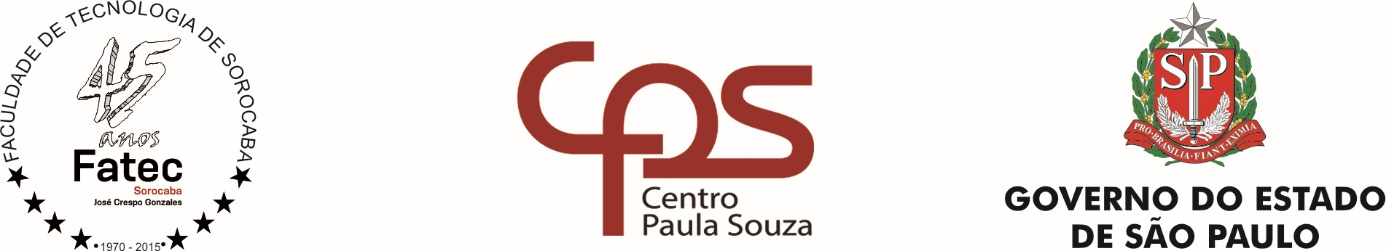 FACULDADE DE TECNOLOGIA DE SOROCABA
45
anos
Fatec
Sorocaba
José Crespo Gonzales
1970 - 2015
cps
Centro
Paula Souza
SP
PRO·BRASILIA·FIANT·EXIMIA
GOVERNO DO ESTADO
DE SÃO PAULO